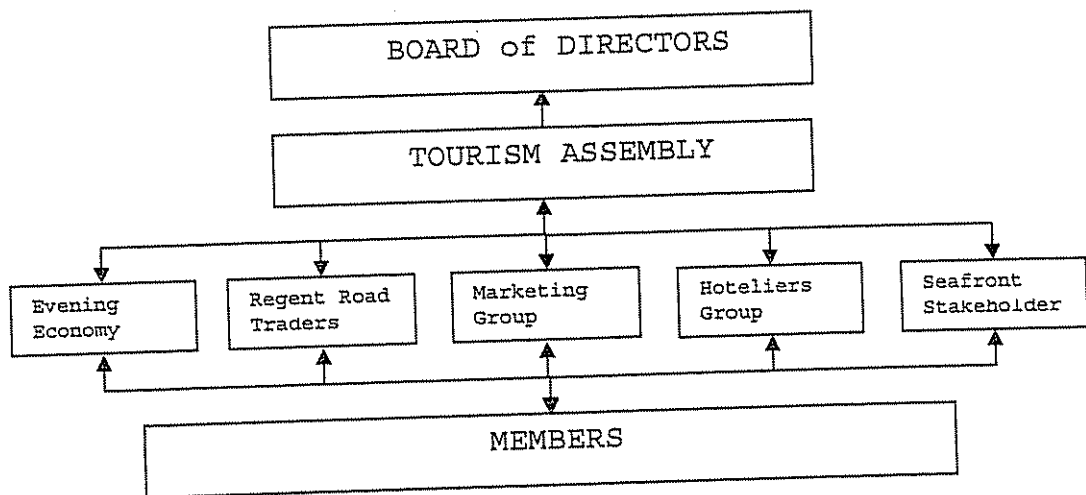 BOARD of DIRECTORS
TOURISM ASSEMBLY
Evening
Economy
Regent Road
Traders
Marketing
Group
Hoteliers
Group
Seafront
Stakeholder
MEMBERS